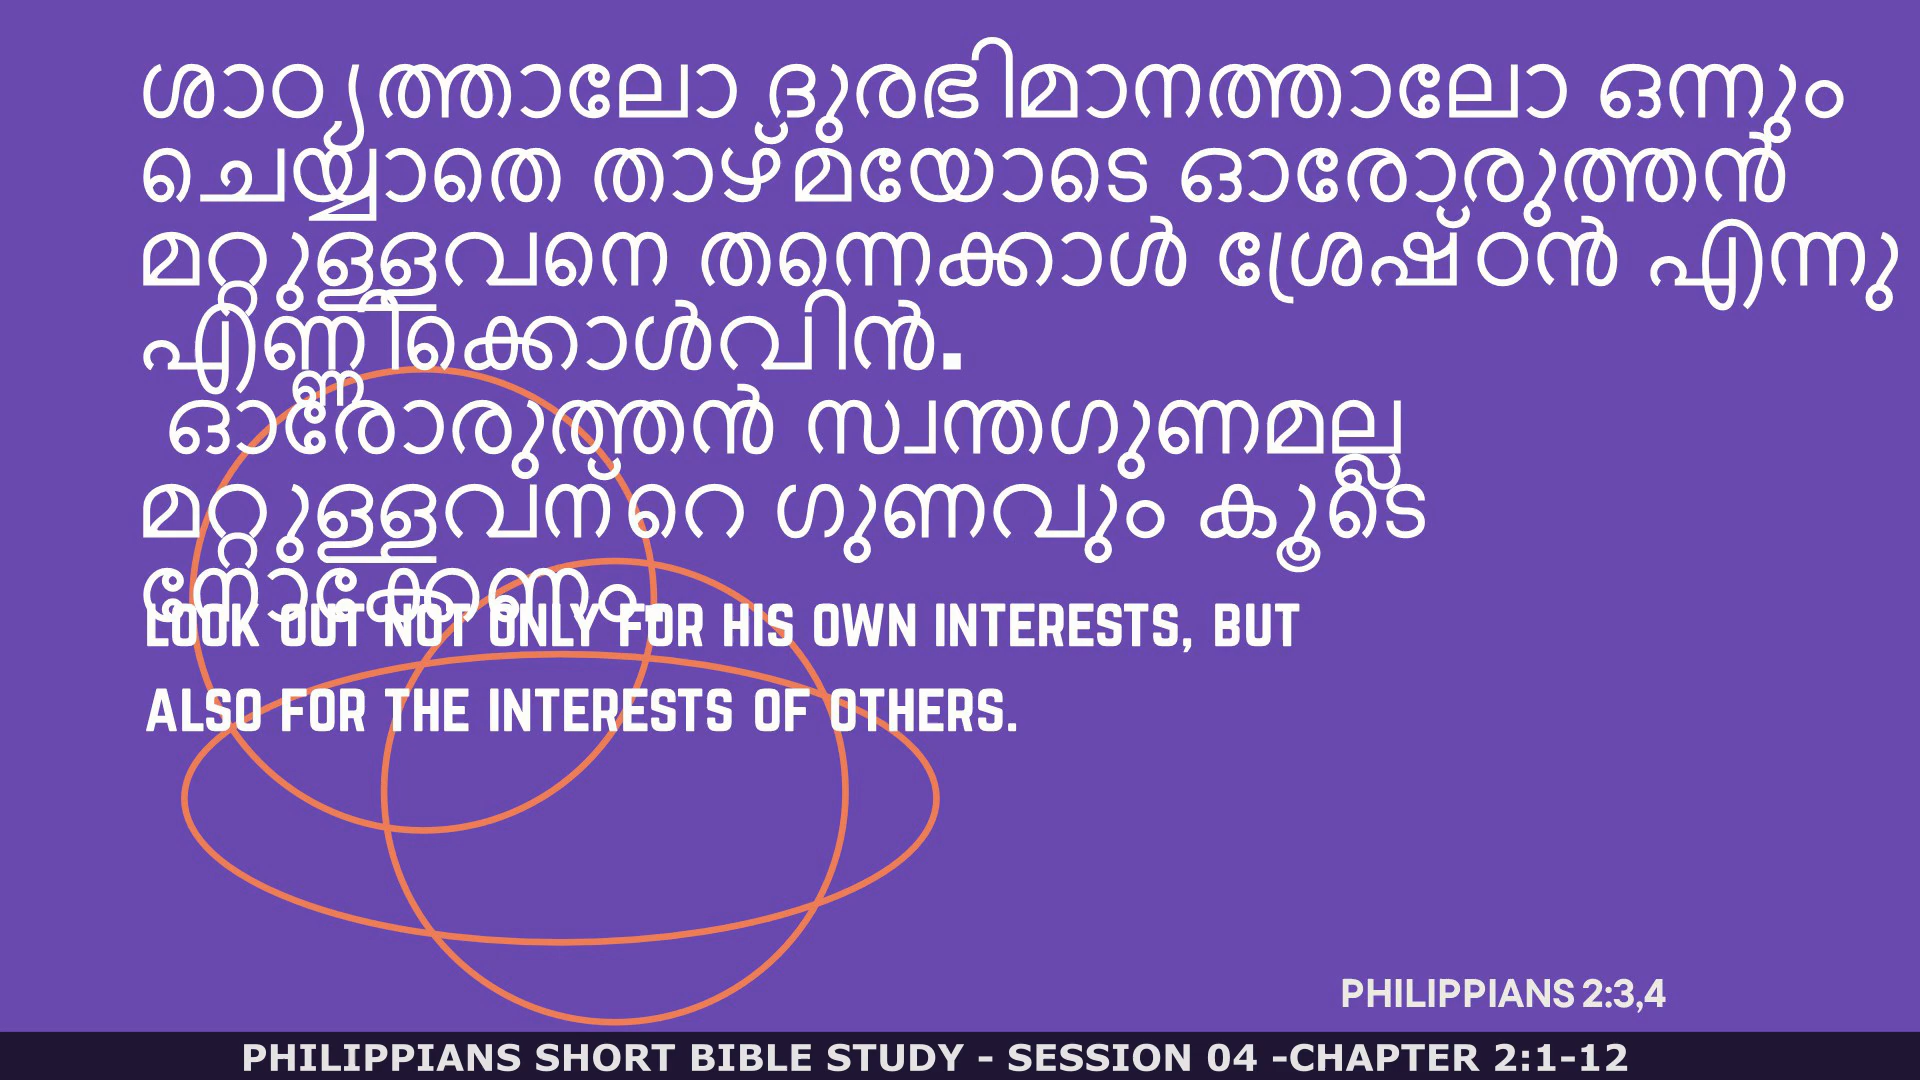 ശാഠ്യത്താലോ ദുരഭിമാനത്താലോ ഒന്നും
ചെയ്യാതെ താഴ്മയോടെ ഓരോരുത്തൻ
മറ്റുള്ളവനെ തന്നെക്കാൾ ശ്രേഷ്ഠൻ എന്നു
എണ്ണിക്കൊൾവിൻ.
ഓരോരുത്തൻ സ്വന്തഗുണമല്ല
മറ്റുള്ളവന്റെ ഗുണവും കൂടെ
നോക്കേണം.
LOOK OUT NOT ONLY FOR HIS OWN INTERESTS, BUT
ALSO FOR THE INTERESTS OF OTHERS.
PHILIPPIANS 2:3,4
PHILIPPIANS SHORT BIBLE STUDY - SESSION 04 -CHAPTER 2:1-12